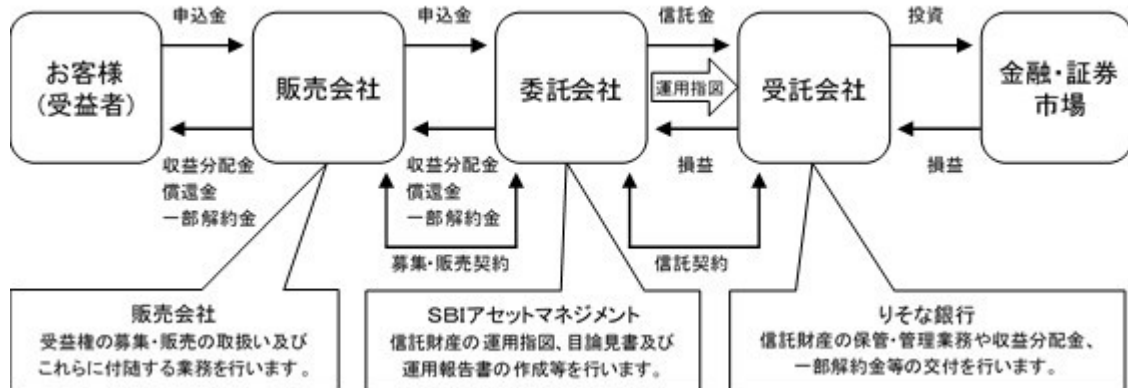 申込金
申込金
信託金
投資
お客様
（受益者）
販売会社
委託会社
運用指図
受託会社
金融・証券
市場
収益分配金
償還金
一部解約金
収益分配金
償還金
一部解約金
損益
損益
募集・販売契約
信託契約
販売会社
受益権の募集・販売の取扱い及び
これらに付随する業務を行います。
SBIアセットマネジメント
信託財産の運用指図、目論見書及び
運用報告書の作成等を行います。
りそな銀行
信託財産の保管・管理業務や収益分配金、
一部解約金等の交付を行います。